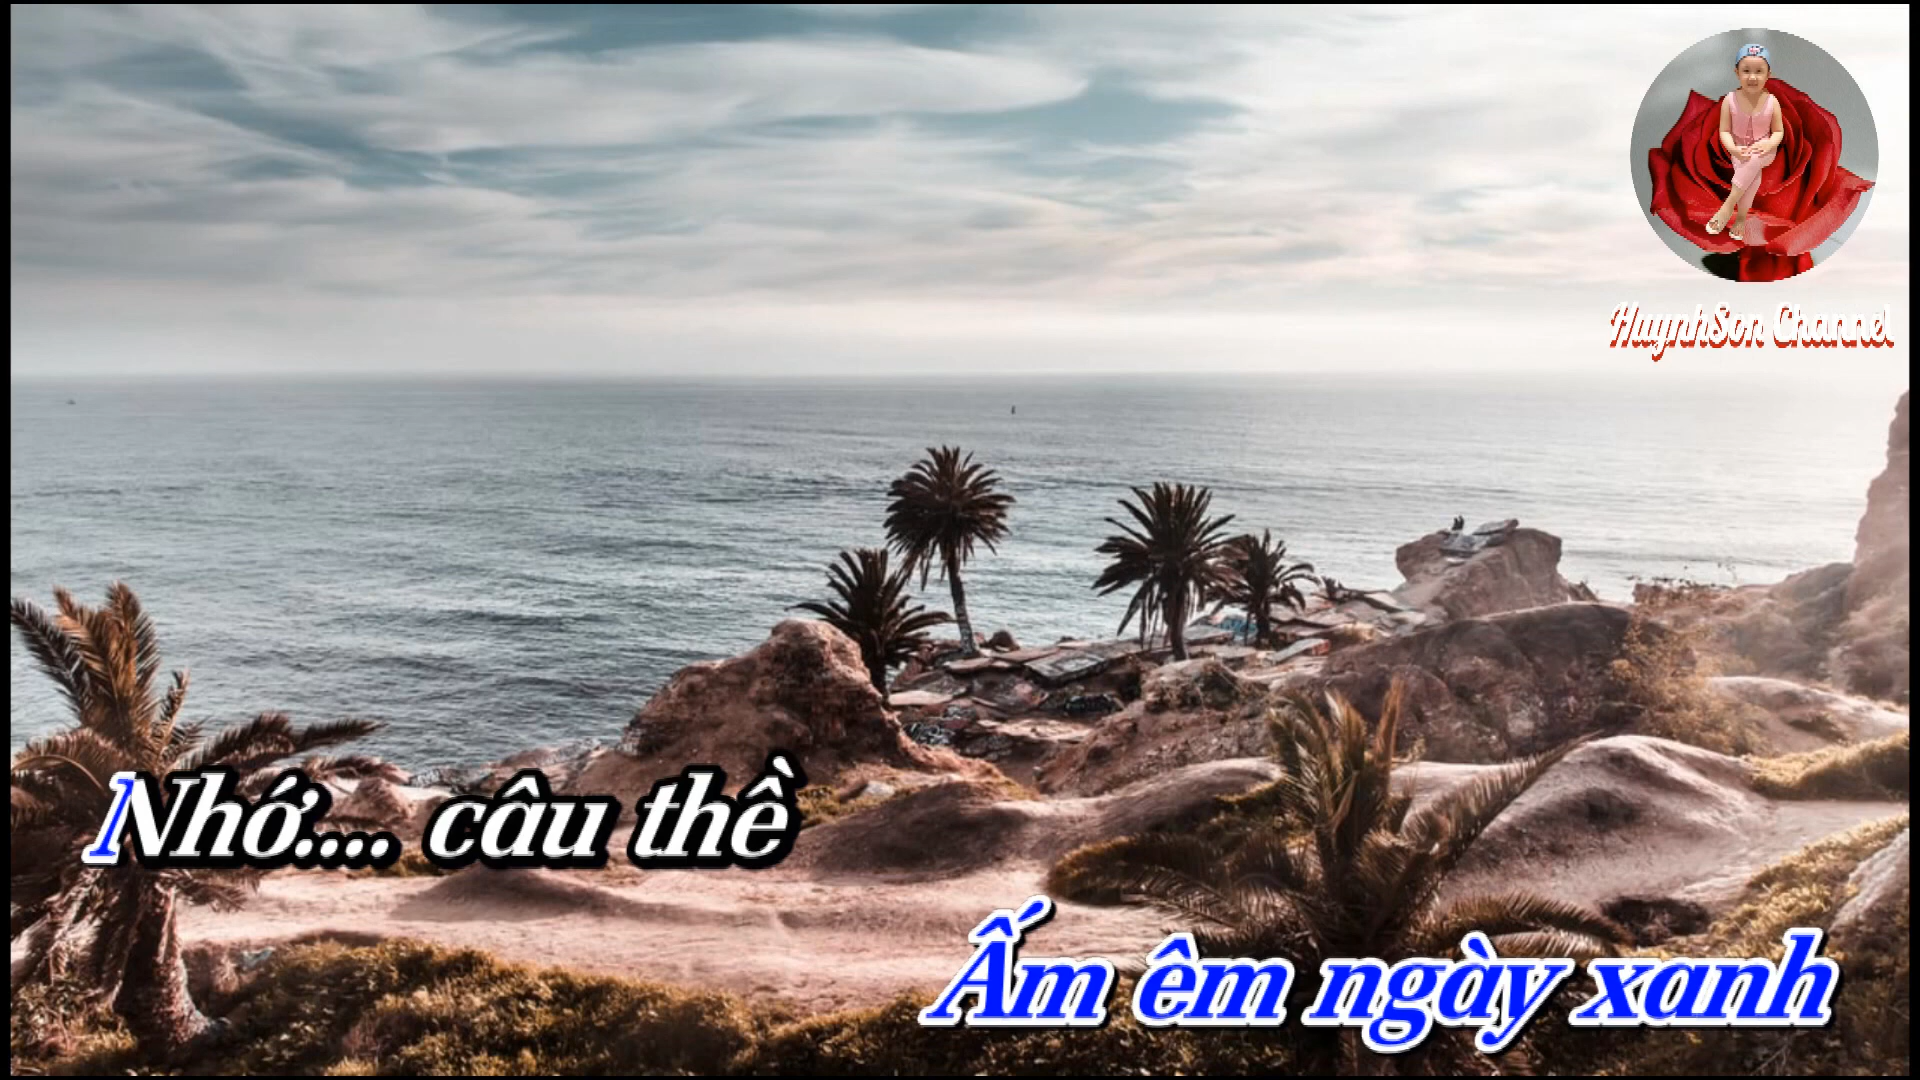 HuynhSon Channel
Nhớ.... câu thề
Ấm êm ngày xanh